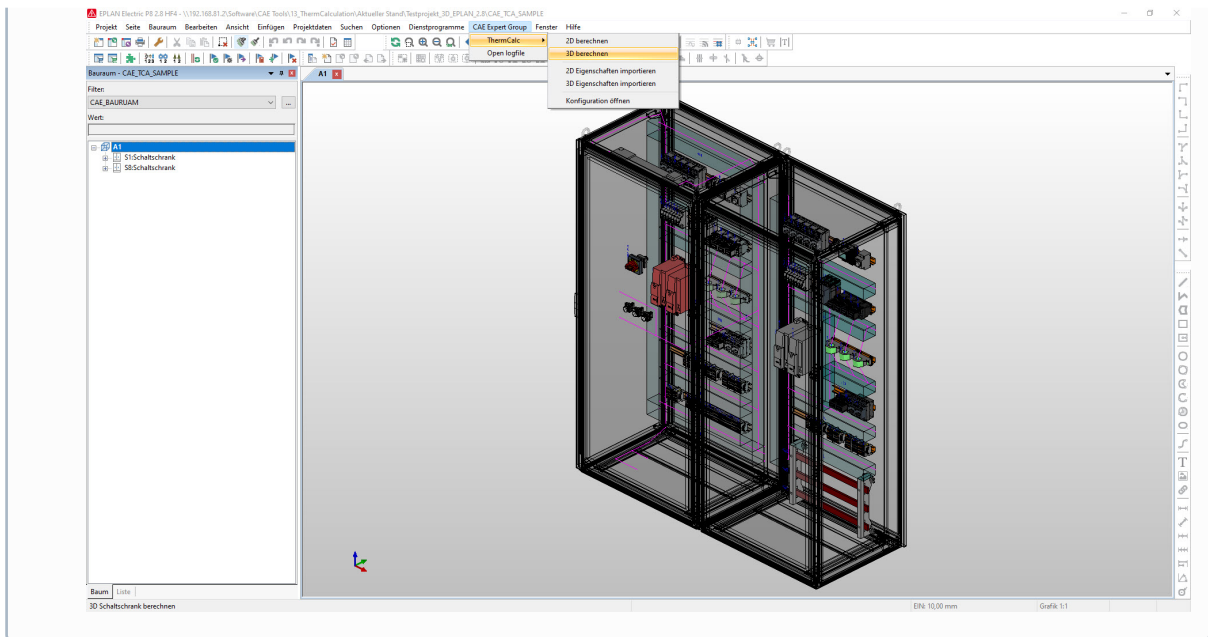 EPLAN Electric P8 2.8 HF4 - \\192.168.81.2\Software\CAE Tools\13_ThermCalculation\Aktueller Stand\Testprojekt_3D_EPLAN_2.8\CAE_TCA_SAMPLE
Projekt Seite Bauraum Bearbeiten Ansicht Einfügen Projektdaten Suchen Optionen Dienstprogramme CAE Expert Group Fenster Hilfe
ThermCalc
Open logfile
2D berechnen
3D berechnen
2D Eigenschaften importieren
3D Eigenschaften importieren
Konfiguration öffnen
Bauraum - CAE_TCA_SAMPLE
A1
Filter:
CAE_BAURUAM
...
Wert:
A1
S1:Schaltschrank
S8:Schaltschrank
Baum Liste
3D Schaltschrank berechnen
EIN: 10,00 mm
Grafik 1:1